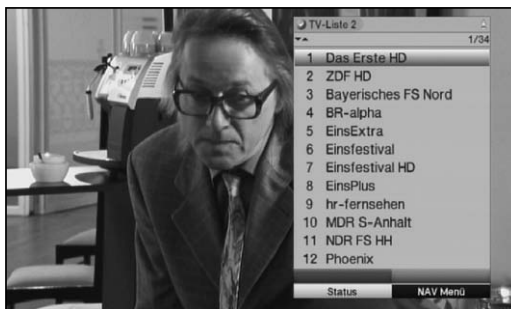 TV-Liste 2
1/34
1 Das Erste HD
2 ZDF HD
3 Bayerisches FS Nord
4 BR-alpha
5 EinsExtra
6 Einsfestival
7 Einsfestival HD
8 EinsPlus
9 hr-fernsehen
10 MDR S-Anhalt
11 NDR FS HH
12 Phoenix
Status NAV Menü